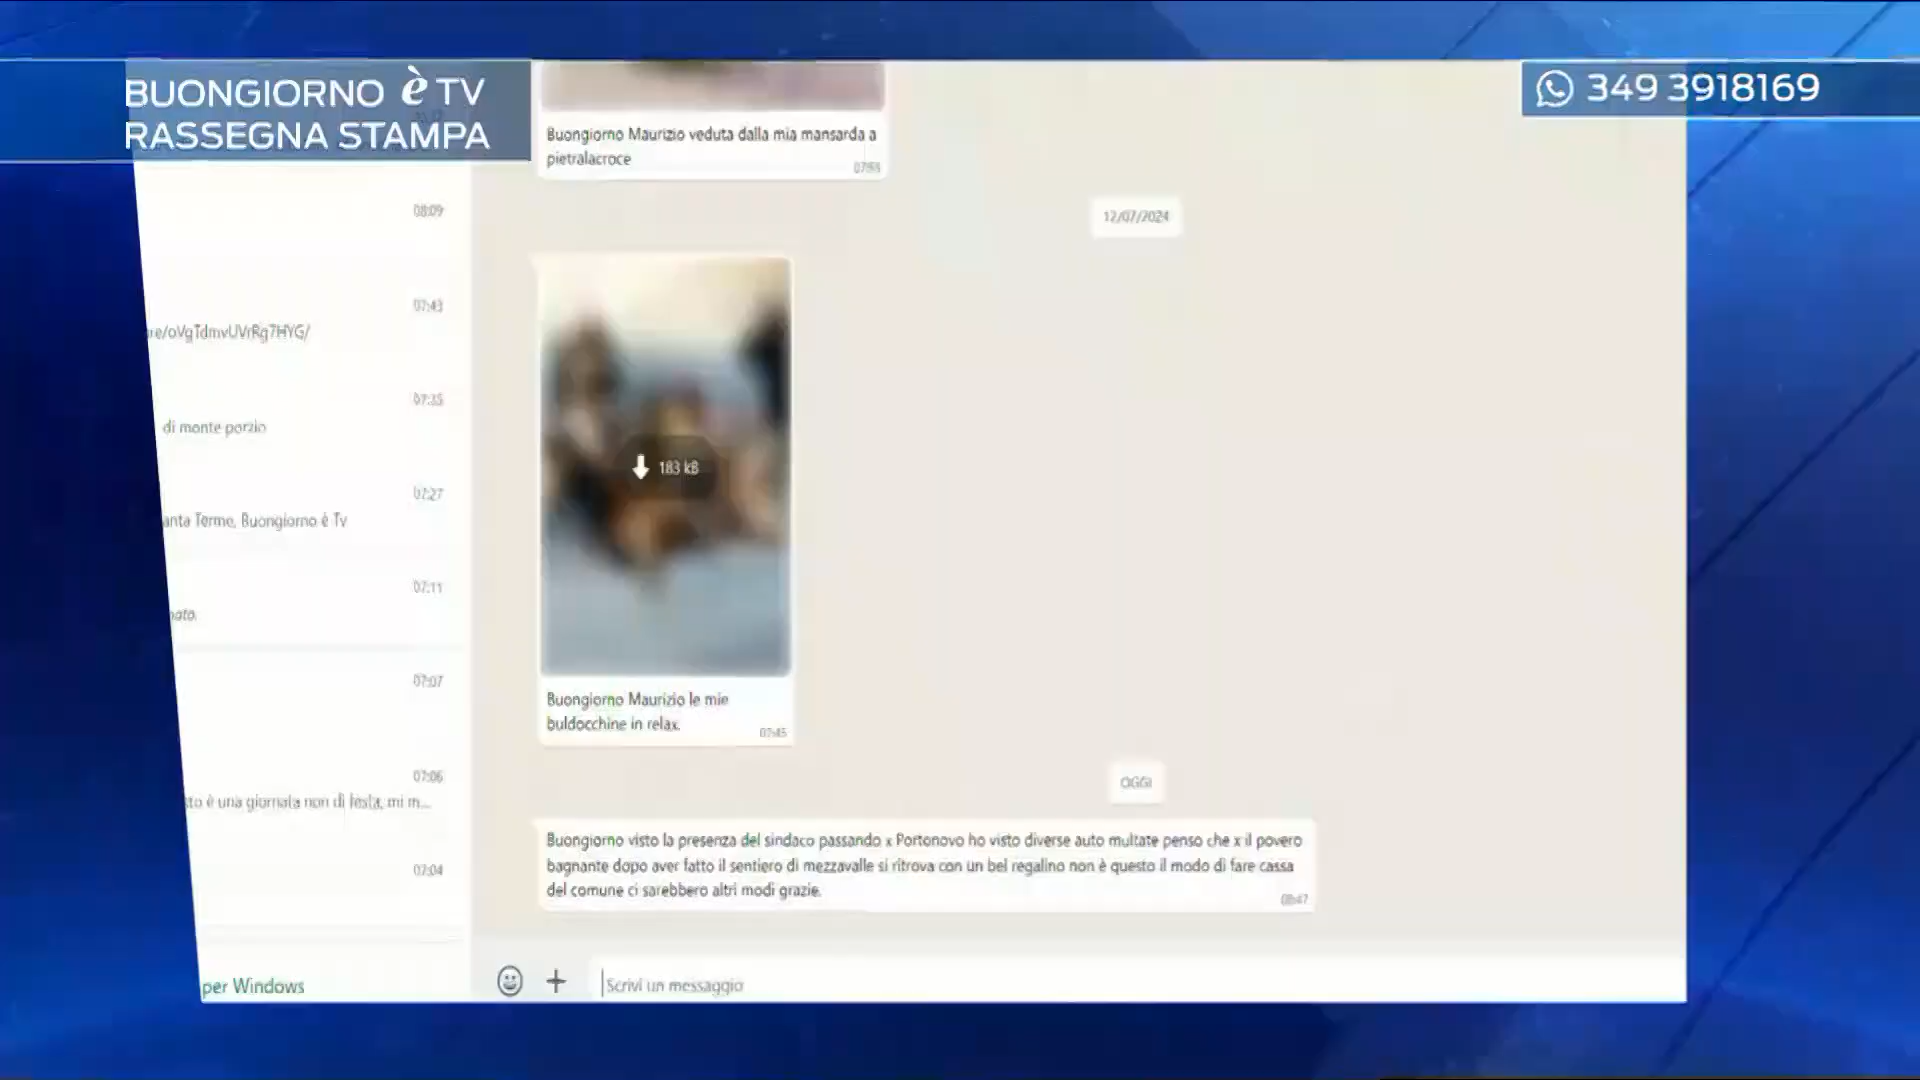 BUONGIORNO è TV
RASSEGNA STAMPA
349 3918169
08:09
07:43
re/oVgTdmvUVrRg7HYG/
07:35
di monte porzio
07:27
anta Terme, Buongiorno è Tv
07:11
nato.
07:07
07:06
sto è una giornata non di festa, mi m...
07:04
per Windows
Buongiorno Maurizio veduta dalla mia mansarda a
pietralacroce
12/07/2024
183 kB
Buongiorno Maurizio le mie
buldocchine in relax.
07:45
OGGI
Buongiorno visto la presenza del sindaco passando x Portonovo ho visto diverse auto multate penso che x il povero
bagnante dopo aver fatto il sentiero di mezzavalle si ritrova con un bel regalino non è questo il modo di fare cassa
del comune ci sarebbero altri modi grazie.
Scrivi un messaggio